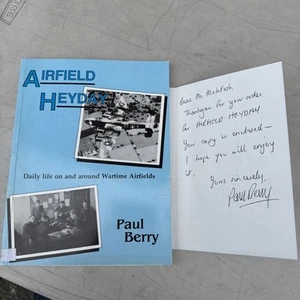 AIRFIELD
HEYDAY
Daily life on and around Wartime Airfields
Paul
Berry
Dear Mr McIntosh,
Thankyou for your order
for AIRFIELD HEYDAY
Your copy is enclosed—
I hope you will enjoy
it.
Yours sincerely,
Paul Berry